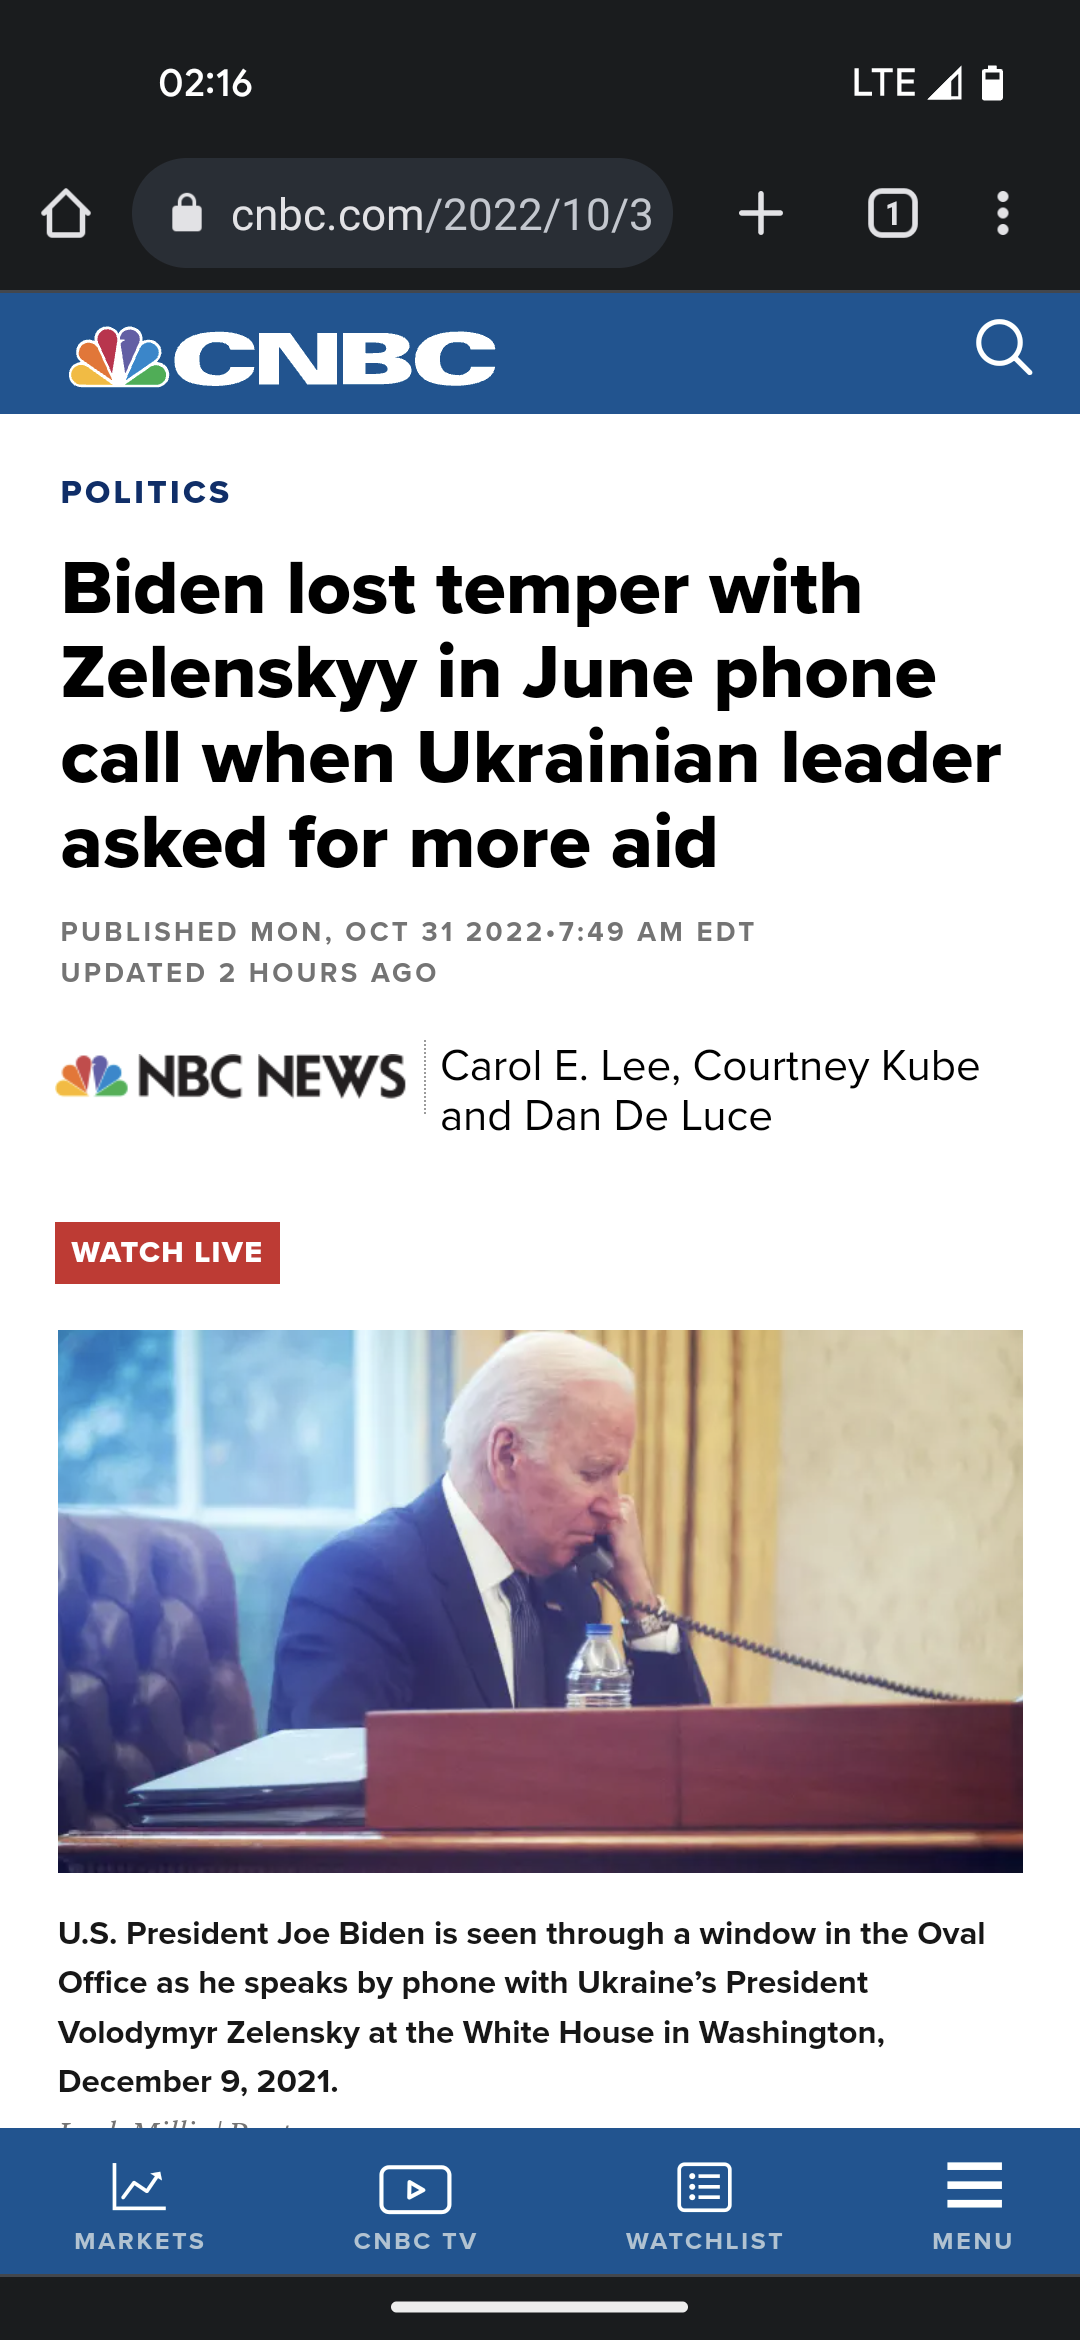 02:16
LTE
cnbc.com/2022/10/3
1
CNBC
POLITICS
Biden lost temper with
Zelenskyy in June phone
call when Ukrainian leader
asked for more aid
PUBLISHED MON, OCT 31 2022•7:49 AM EDT
UPDATED 2 HOURS AGO
NBC NEWS
Carol E. Lee, Courtney Kube
and Dan De Luce
WATCH LIVE
U.S. President Joe Biden is seen through a window in the Oval
Office as he speaks by phone with Ukraine’s President
Volodymyr Zelensky at the White House in Washington,
December 9, 2021.
MARKETS
CNBC TV
WATCHLIST
MENU